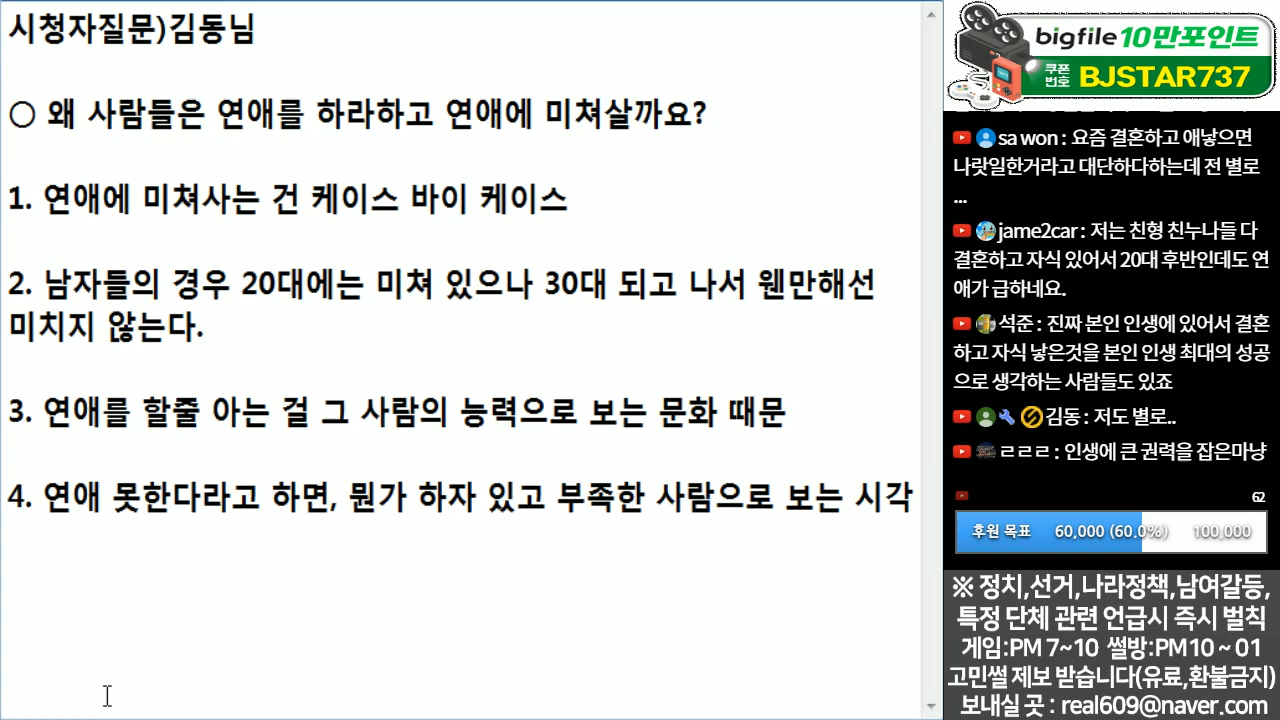 시청자질문)김동님
○ 왜 사람들은 연애를 하라하고 연애에 미쳐살까요?
1. 연애에 미쳐사는 건 케이스 바이 케이스
2. 남자들의 경우 20대에는 미쳐 있으나 30대 되고 나서 웬만해선
미치지 않는다.
3. 연애를 할줄 아는 걸 그 사람의 능력으로 보는 문화 때문
4. 연애 못한다라고 하면, 뭔가 하자 있고 부족한 사람으로 보는 시각
bigfile 10만포인트
쿠폰
번호 BJSTAR737
sa won : 요즘 결혼하고 애낳으면
나랏일한거라고 대단하다하는데 전 별로
...
jame2car : 저는 친형 친누나들 다
결혼하고 자식 있어서 20대 후반인데도 연
애가 급하네요.
석준 : 진짜 본인 인생에 있어서 결혼
하고 자식 낳은것을 본인 인생 최대의 성공
으로 생각하는 사람들도 있죠
김동 : 저도 별로..
ㄹㄹㄹ : 인생에 큰 권력을 잡은마냥
62
후원 목표 60,000 (60.0%) 100,000
※ 정치,선거,나라정책,남여갈등,
특정 단체 관련 언급시 즉시 벌칙
게임:PM 7~10 썰방:PM 10 ~ 01
고민썰 제보 받습니다(유료,환불금지)
보내실 곳 : real609@naver.com